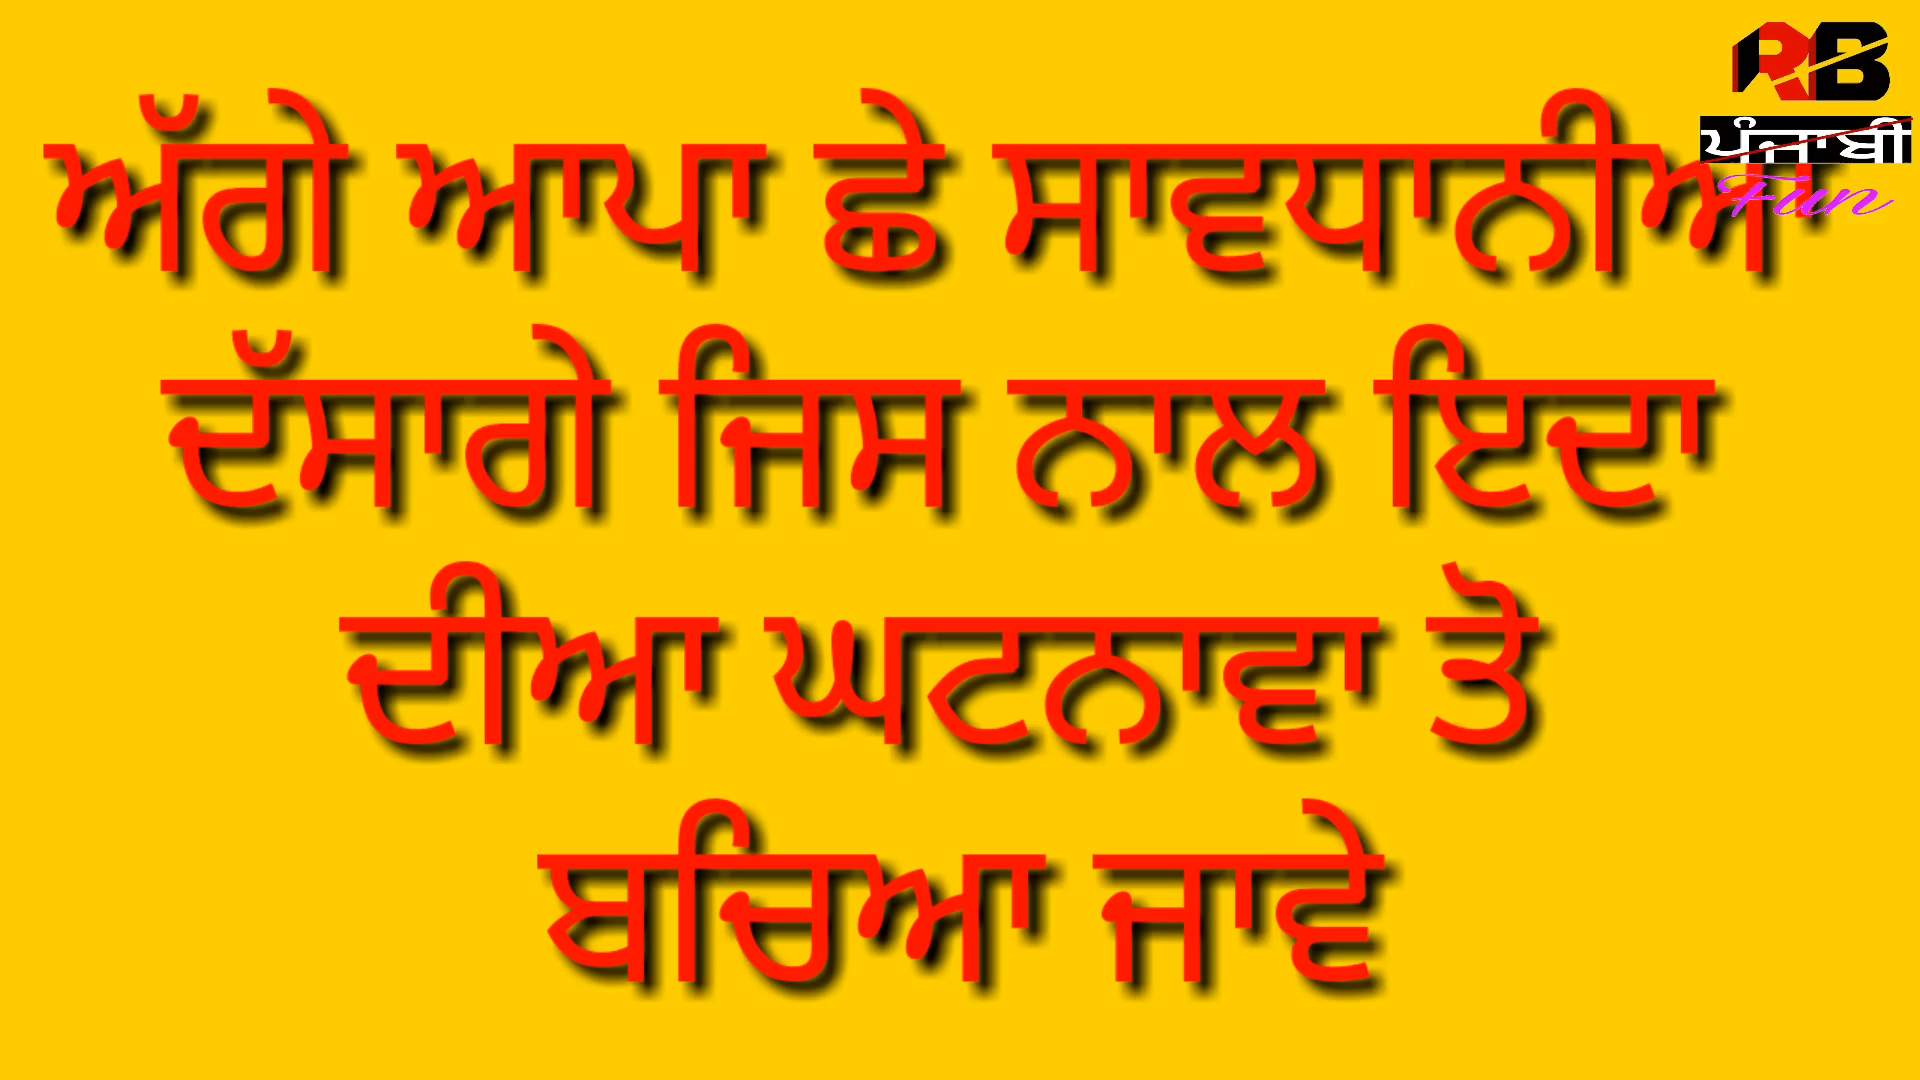 ਅੱਗੇ ਆਪਾ ਛੇ ਸਾਵਧਾਨੀਆ
ਦੱਸਾਗੇ ਜਿਸ ਨਾਲ ਇਦਾ
ਦੀਆ ਘਟਨਾਵਾ ਤੋ
ਬਚਿਆ ਜਾਵੇ
RB
ਪੰਜਾਬੀ
Fun